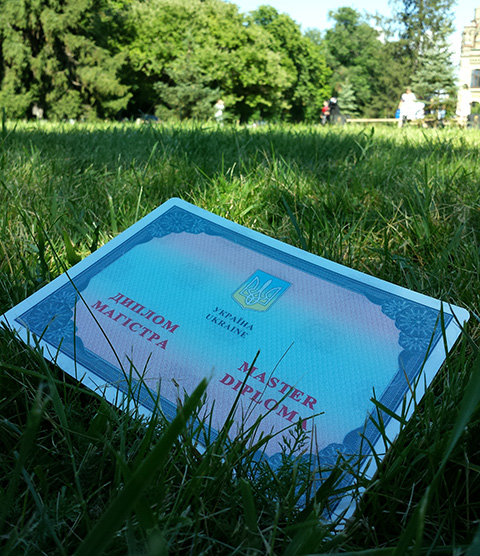 УКРАЇНА
UKRAINE
ДИПЛОМ
МАГІСТРА
MASTER
DIPLOMA